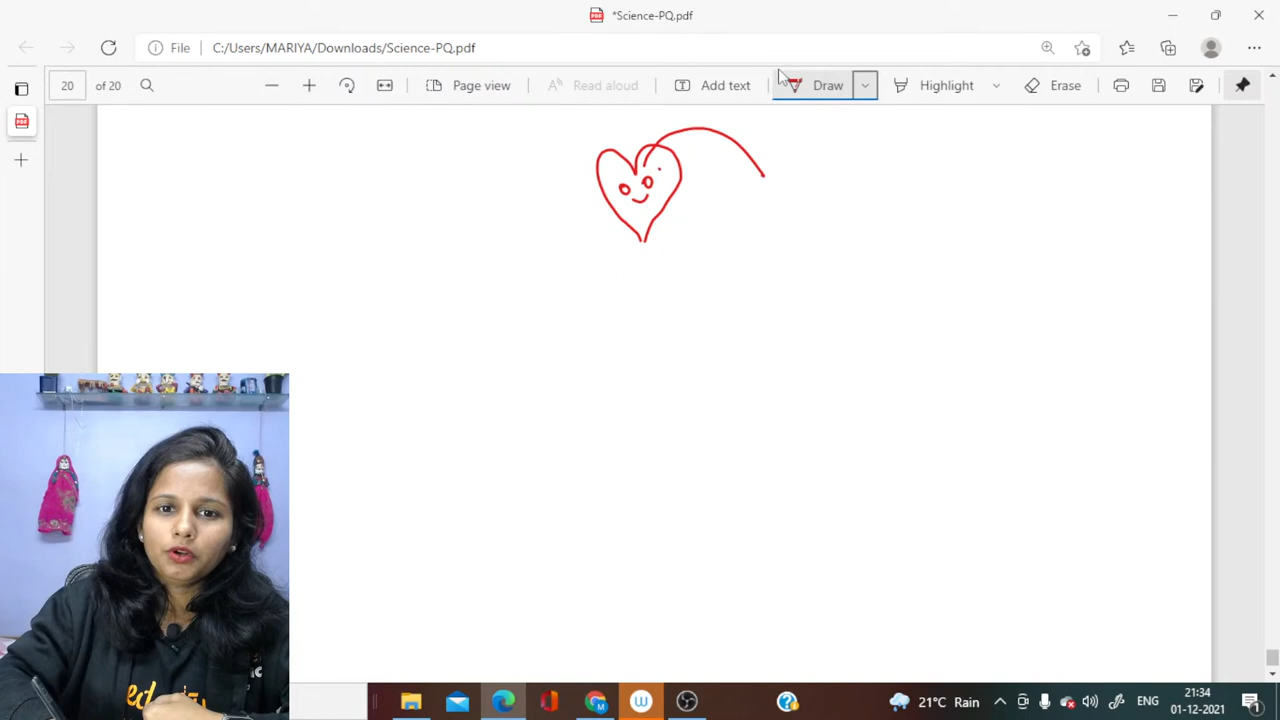 *Science-PQ.pdf
File C:/Users/MARIYA/Downloads/Science-PQ.pdf
20 of 20 Page view Read aloud Add text Draw Highlight Erase
21°C Rain ENG 21:34
01-12-2021